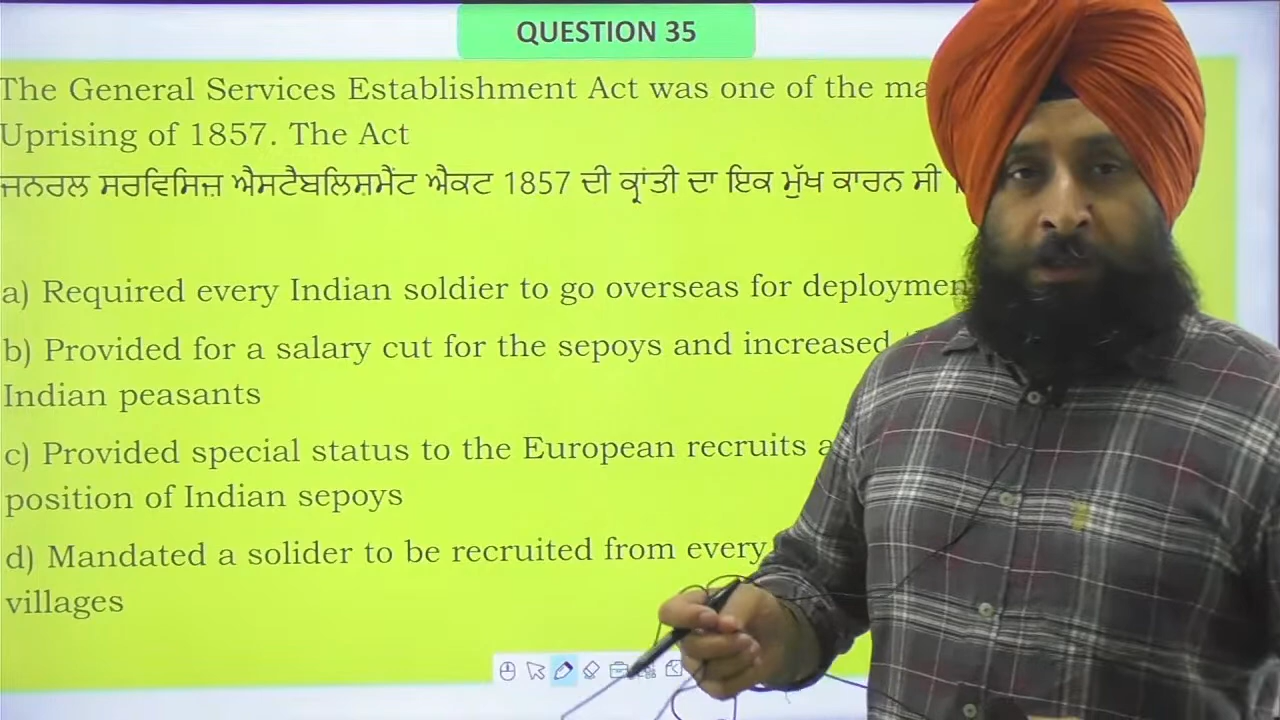 QUESTION 35
The General Services Establishment Act was one of the
Uprising of 1857. The Act
ਜਨਰਲ ਸਰਵਿਸਿਜ਼ ਐਸਟੈਬਲਿਸ਼ਮੈਂਟ ਐਕਟ 1857 ਦੀ ਕ੍ਰਾਂਤੀ ਦਾ ਇਕ ਮੁੱਖ ਕਾਰਨ ਸੀ
a) Required every Indian soldier to go overseas for
b) Provided for a salary cut for the sepoys and increased
Indian peasants
c) Provided special status to the European recruits
position of Indian sepoys
d) Mandated a solider to be recruited from every
villages